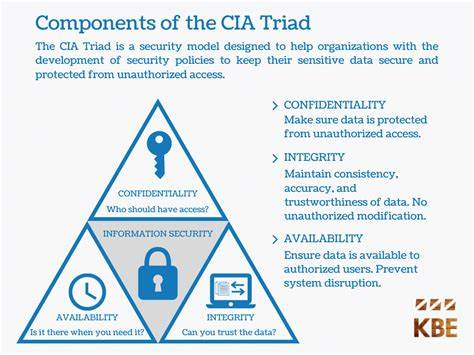 Components of the CIA Triad
The CIA Triad is a security model designed to help organizations with the
development of security policies to keep their sensitive data secure and
protected from unauthorized access.
CONFIDENTIALITY
Who should have access?
INFORMATION SECURITY
AVAILABILITY
Is it there when you need it?
INTEGRITY
Can you trust the data?
CONFIDENTIALITY
Make sure data is protected
from unauthorized access.
INTEGRITY
Maintain consistency,
accuracy, and
trustworthiness of data. No
unauthorized modification.
AVAILABILITY
Ensure data is available to
authorized users. Prevent
system disruption.
KBE